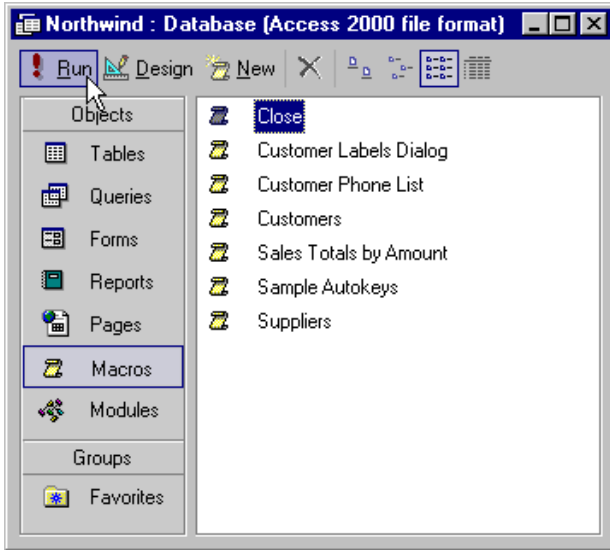 Northwind : Database (Access 2000 file format)
Run Design New
Objects
Tables
Queries
Forms
Reports
Pages
Macros
Modules
Groups
Favorites
Close
Customer Labels Dialog
Customer Phone List
Customers
Sales Totals by Amount
Sample Autokeys
Suppliers